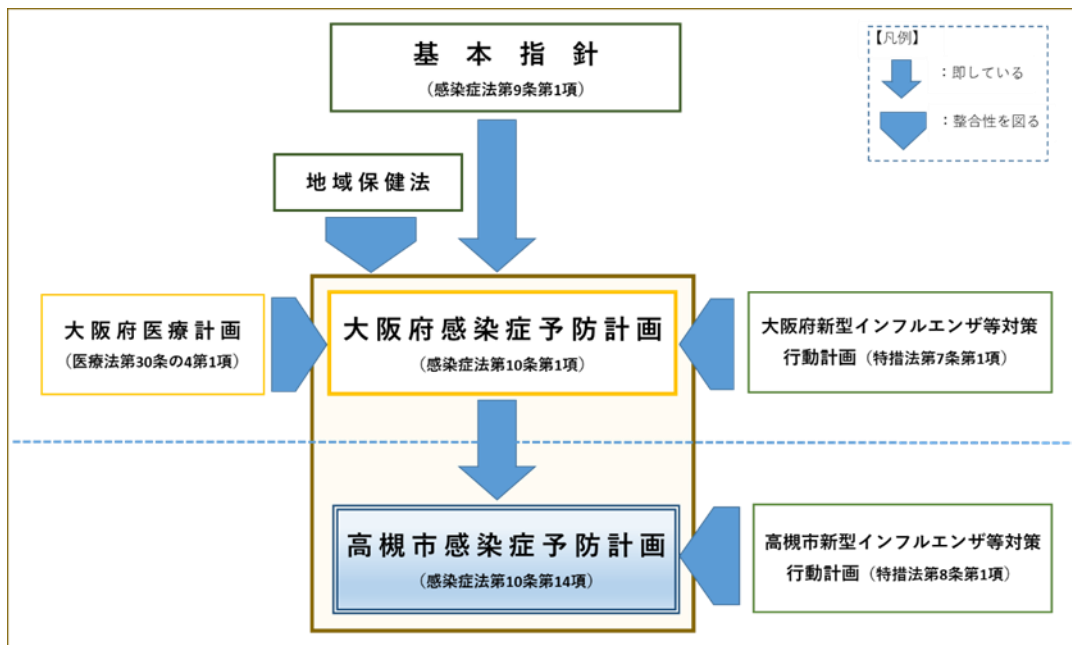 基本指針
(感染症法第9条第1項)
【凡例】
：即している
：整合性を図る
地域保健法
大阪府医療計画
(医療法第30条の4第1項)
大阪府感染症予防計画
(感染症法第10条第1項)
大阪府新型インフルエンザ等対策
行動計画（特措法第7条第1項）
高槻市感染症予防計画
(感染症法第10条第14項)
高槻市新型インフルエンザ等対策
行動計画（特措法第8条第1項）